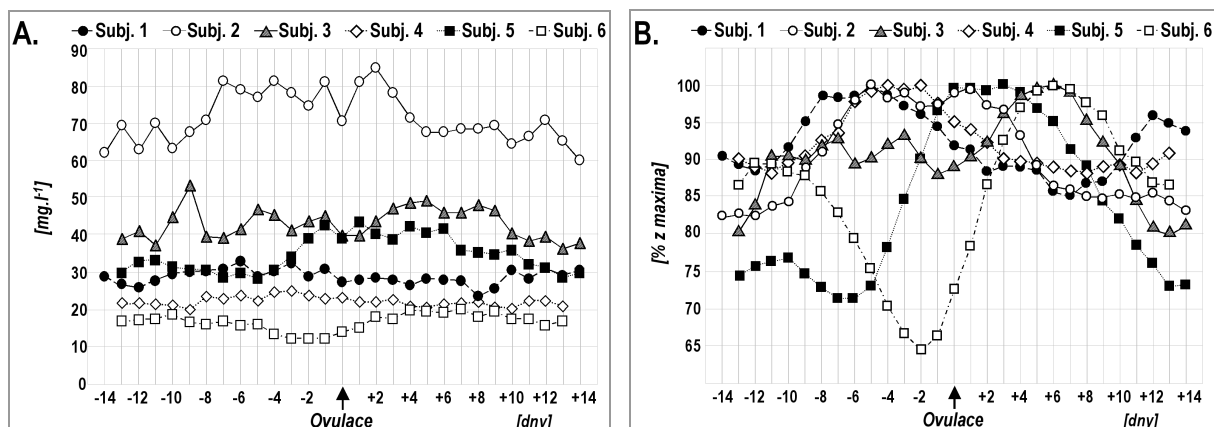 A.
Subj. 1 Subj. 2 Subj. 3 Subj. 4 Subj. 5 Subj. 6
90
80
70
60
50
40
30
20
10
0
[mg.l-1]
-14 -12 -10 -8 -6 -4 -2 0 +2 +4 +6 +8 +10 +12 +14
Ovulace [dny]
B.
Subj. 1 Subj. 2 Subj. 3 Subj. 4 Subj. 5 Subj. 6
100
95
90
85
80
75
70
65
[% z maxima]
-14 -12 -10 -8 -6 -4 -2 0 +2 +4 +6 +8 +10 +12 +14
Ovulace [dny]